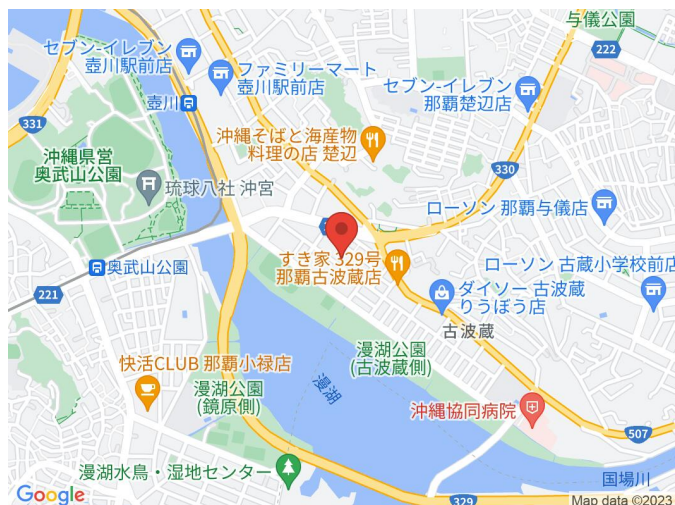 与儀公園
セブン-イレブン
壺川駅前店
222
ファミリーマート
壺川駅前店
セブン-イレブン
那覇楚辺店
壺川
331
沖縄そばと海産物
料理の店 楚辺
沖縄県営
奥武山公園
琉球八社 沖宮
330
ローソン 那覇与儀店
すき家 329号
那覇古波蔵店
奥武山公園
ローソン 古蔵小学校前店
221
ダイソー 古波蔵
りうぼう店
古波蔵
漫湖公園
(古波蔵側)
快活CLUB 那覇小禄店
漫湖公園
(鏡原側)
漫湖
沖縄協同病院
507
漫湖水鳥・湿地センター
国場川
Google
329
Map data ©2023